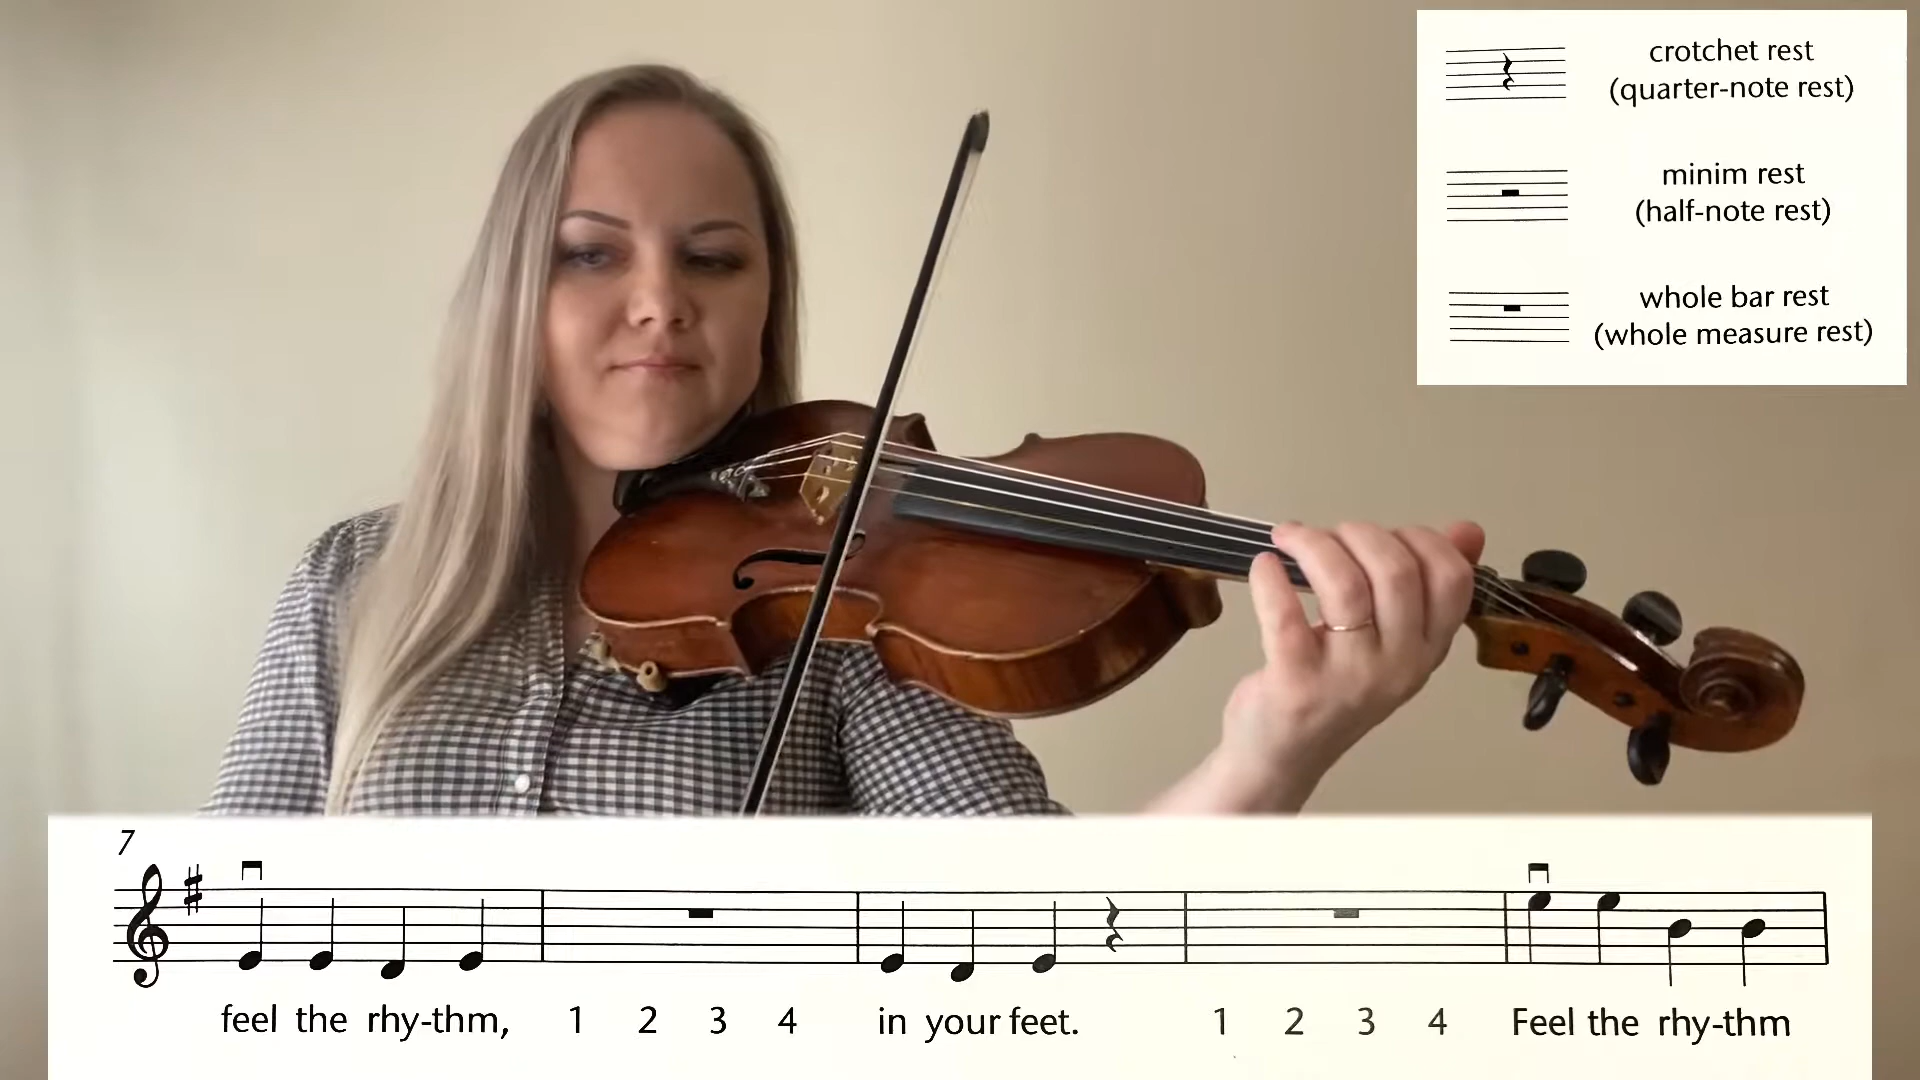 crotchet rest
(quarter-note rest)
minim rest
(half-note rest)
whole bar rest
(whole measure rest)
7
feel the rhy-thm, 1 2 3 4 in your feet. 1 2 3 4 Feel the rhy-thm